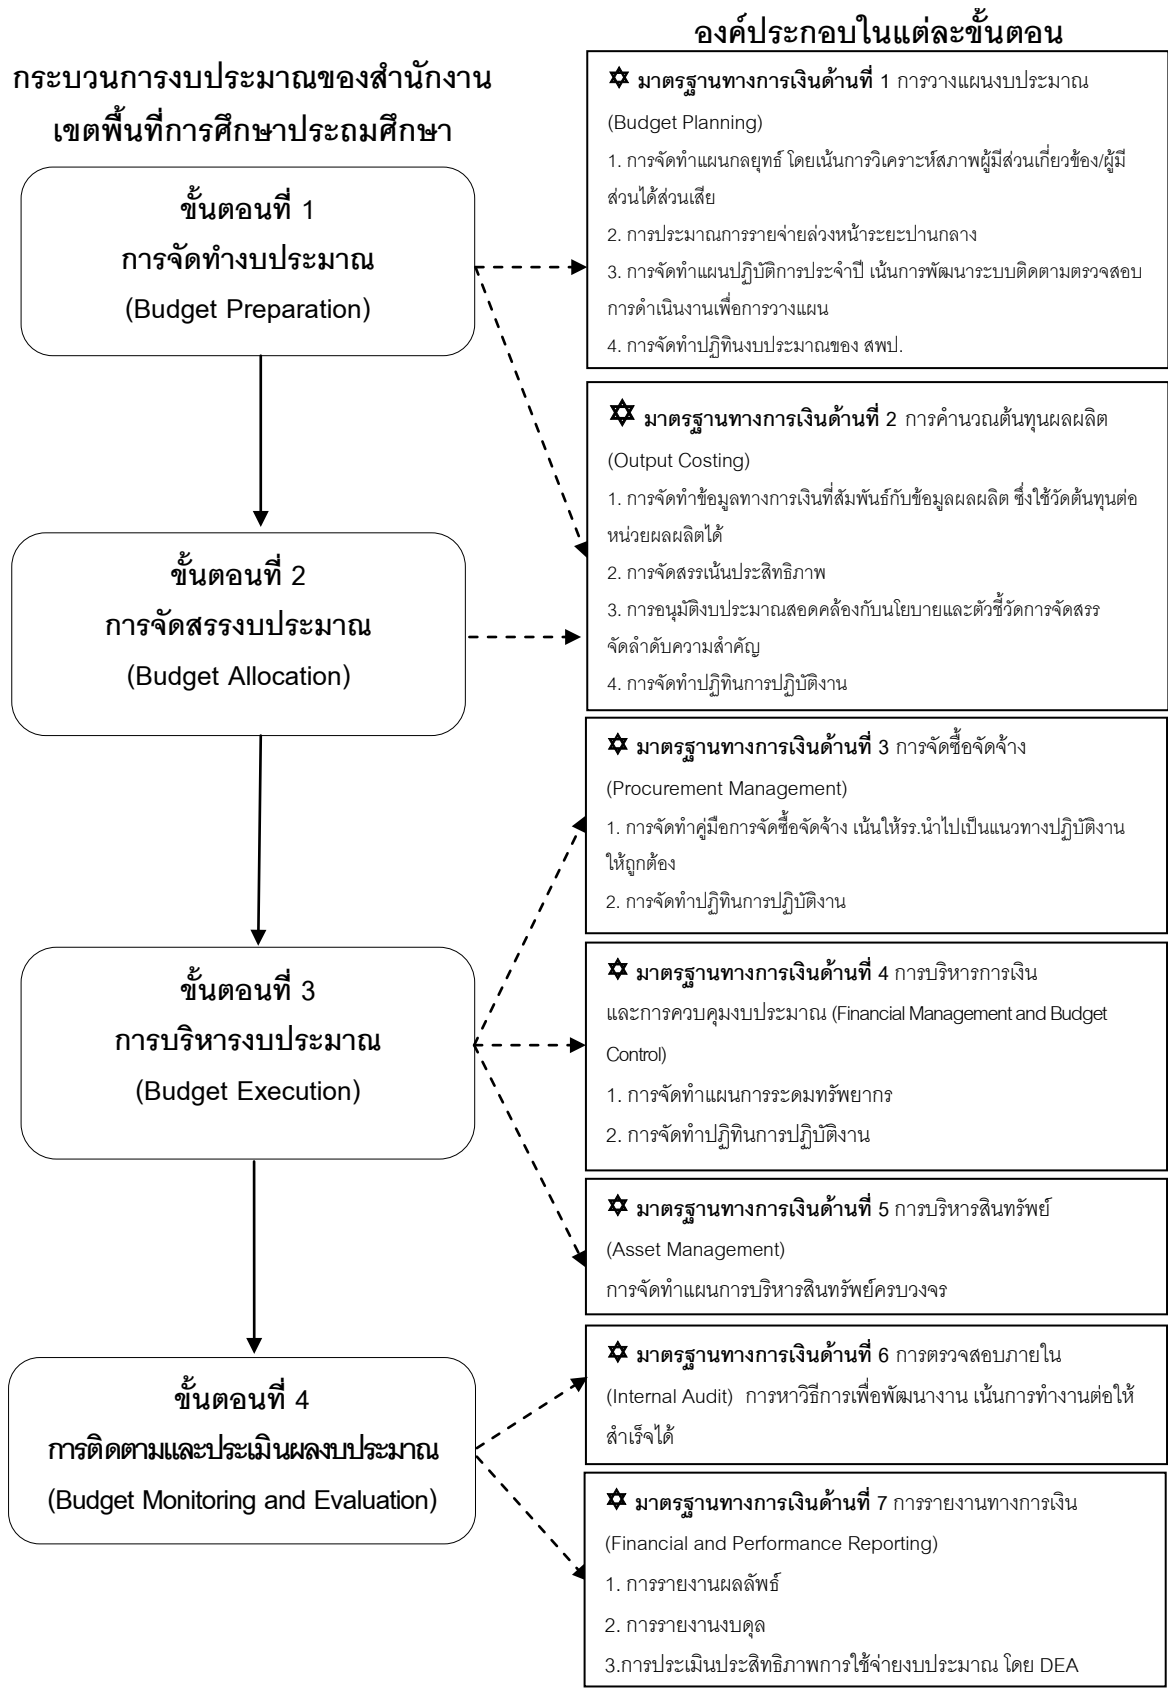 กระบวนการงบประมาณของสำนักงาน
เขตพื้นที่การศึกษาประถมศึกษา
ขั้นตอนที่ 1
การจัดทำงบประมาณ
(Budget Preparation)
ขั้นตอนที่ 2
การจัดสรรงบประมาณ
(Budget Allocation)
ขั้นตอนที่ 3
การบริหารงบประมาณ
(Budget Execution)
ขั้นตอนที่ 4
การติดตามและประเมินผลงบประมาณ
(Budget Monitoring and Evaluation)
องค์ประกอบในแต่ละขั้นตอน
✡ มาตรฐานทางการเงินด้านที่ 1 การวางแผนงบประมาณ
(Budget Planning)
1. การจัดทำแผนกลยุทธ์ โดยเน้นการวิเคราะห์สภาพผู้มีส่วนเกี่ยวข้อง/ผู้มี
ส่วนได้ส่วนเสีย
2. การประมาณการรายจ่ายล่วงหน้าระยะปานกลาง
3. การจัดทำแผนปฏิบัติการประจำปี เน้นการพัฒนาระบบติดตามตรวจสอบ
การดำเนินงานเพื่อการวางแผน
4. การจัดทำปฏิทินงบประมาณของ สพป.
✡ มาตรฐานทางการเงินด้านที่ 2 การคำนวณต้นทุนผลผลิต
(Output Costing)
1. การจัดทำข้อมูลทางการเงินที่สัมพันธ์กับข้อมูลผลผลิต ซึ่งใช้วัดต้นทุนต่อ
หน่วยผลผลิตได้
2. การจัดสรรเน้นประสิทธิภาพ
3. การอนุมัติงบประมาณสอดคล้องกับนโยบายและตัวชี้วัดการจัดสรร
จัดลำดับความสำคัญ
4. การจัดทำปฏิทินการปฏิบัติงาน
✡ มาตรฐานทางการเงินด้านที่ 3 การจัดซื้อจัดจ้าง
(Procurement Management)
1. การจัดทำคู่มือการจัดซื้อจัดจ้าง เน้นให้รร.นำไปเป็นแนวทางปฏิบัติงาน
ให้ถูกต้อง
2. การจัดทำปฏิทินการปฏิบัติงาน
✡ มาตรฐานทางการเงินด้านที่ 4 การบริหารการเงิน
และการควบคุมงบประมาณ (Financial Management and Budget
Control)
1. การจัดทำแผนการระดมทรัพยากร
2. การจัดทำปฏิทินการปฏิบัติงาน
✡ มาตรฐานทางการเงินด้านที่ 5 การบริหารสินทรัพย์
(Asset Management)
การจัดทำแผนการบริหารสินทรัพย์ครบวงจร
✡ มาตรฐานทางการเงินด้านที่ 6 การตรวจสอบภายใน
(Internal Audit) การหาวิธีการเพื่อพัฒนางาน เน้นการทำงานต่อให้
สำเร็จได้
✡ มาตรฐานทางการเงินด้านที่ 7 การรายงานทางการเงิน
(Financial and Performance Reporting)
1. การรายงานผลลัพธ์
2. การรายงานงบดุล
3.การประเมินประสิทธิภาพการใช้จ่ายงบประมาณ โดย DEA